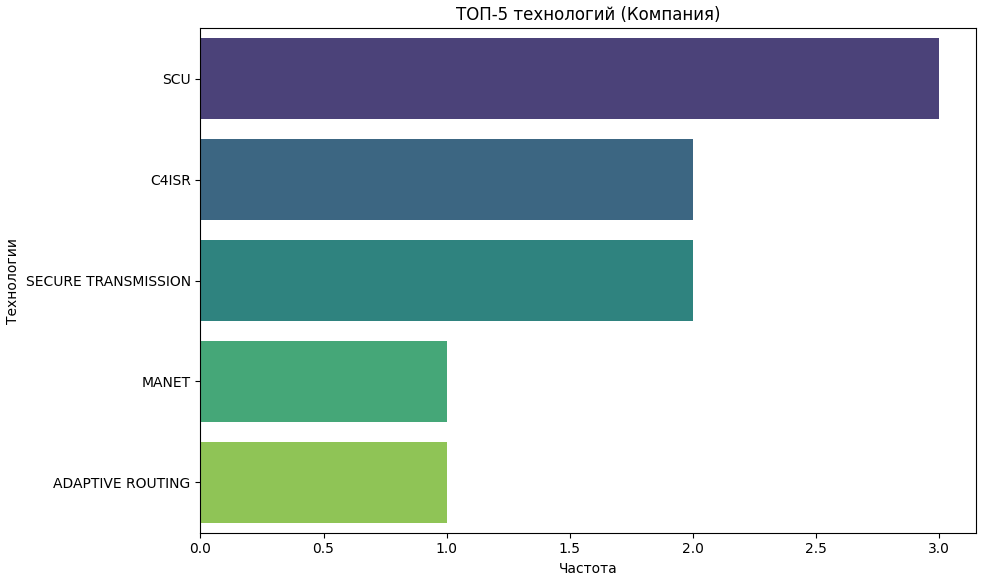 ТОП-5 технологий (Компания)
Технологии
SCU
C4ISR
SECURE TRANSMISSION
MANET
ADAPTIVE ROUTING
0.0 0.5 1.0 1.5 2.0 2.5 3.0
Частота